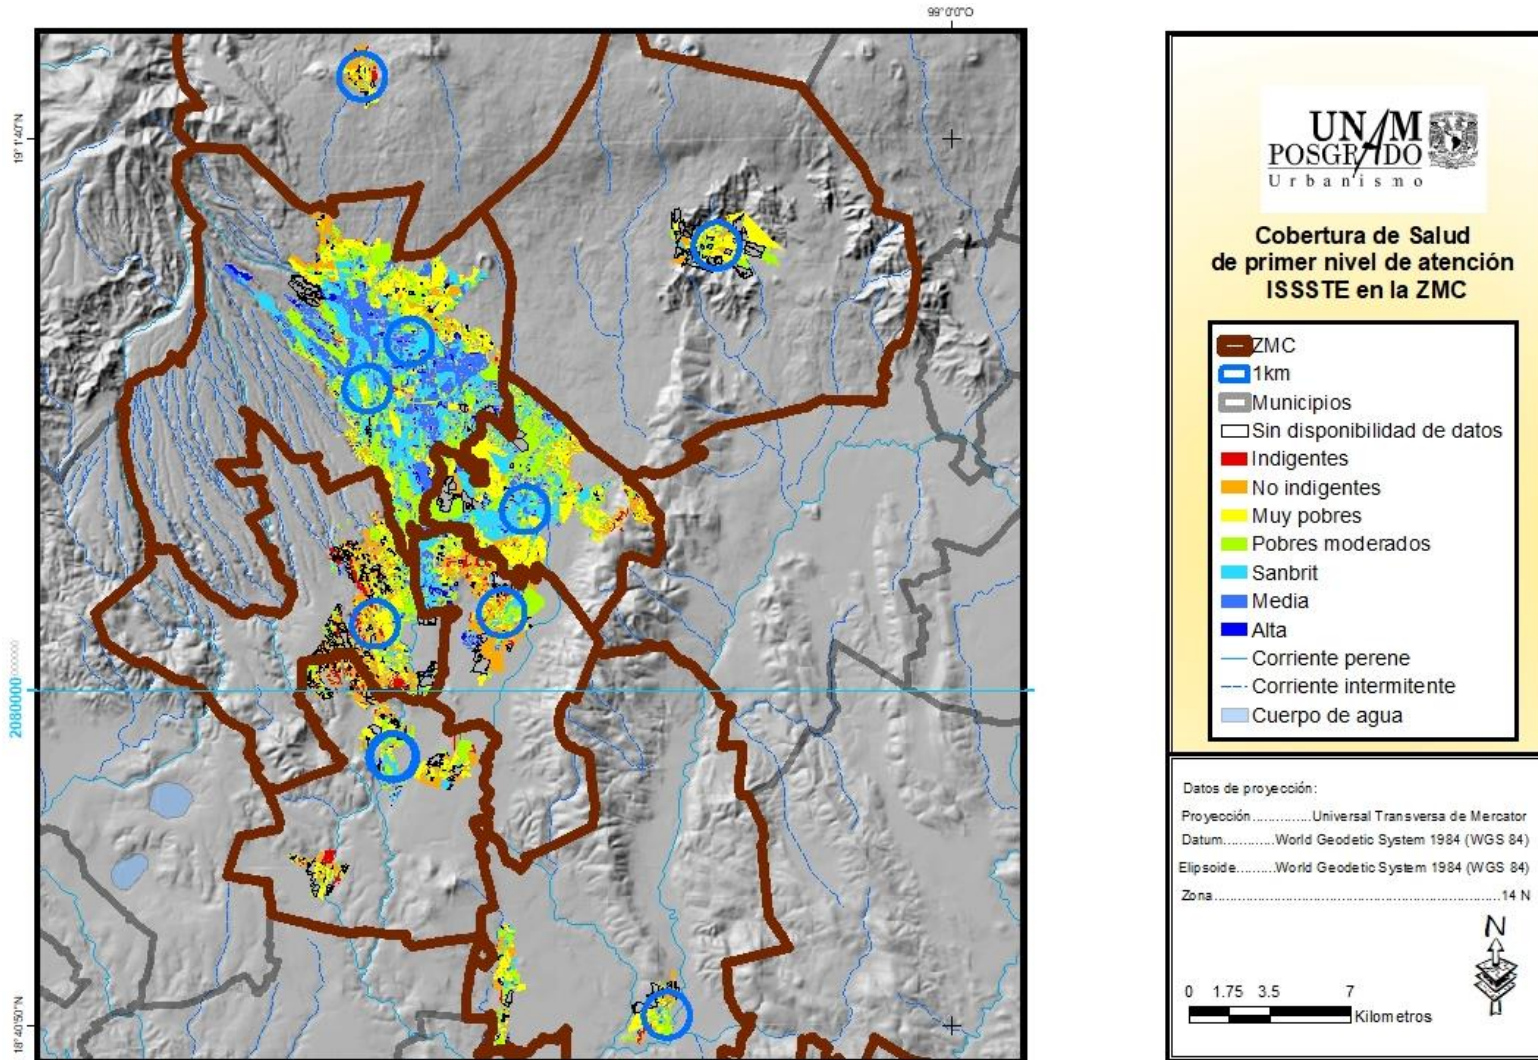 99°0'0"O
19°1'40"N
2080000
18°40'50"N
UNAM
POSGRADO
Urbanismo
Cobertura de Salud
de primer nivel de atención
ISSSTE en la ZMC
ZMC
1km
Municipios
Sin disponibilidad de datos
Indigentes
No indigentes
Muy pobres
Pobres moderados
Sanbrit
Media
Alta
Corriente perene
Corriente intermitente
Cuerpo de agua
Datos de proyección:
Proyección..............Universal Transversa de Mercator
Datum............World Geodetic System 1984 (WGS 84)
Elipsoide..........World Geodetic System 1984 (WGS 84)
Zona.................................................................14 N
N
0 1.75 3.5 7
Kilometros